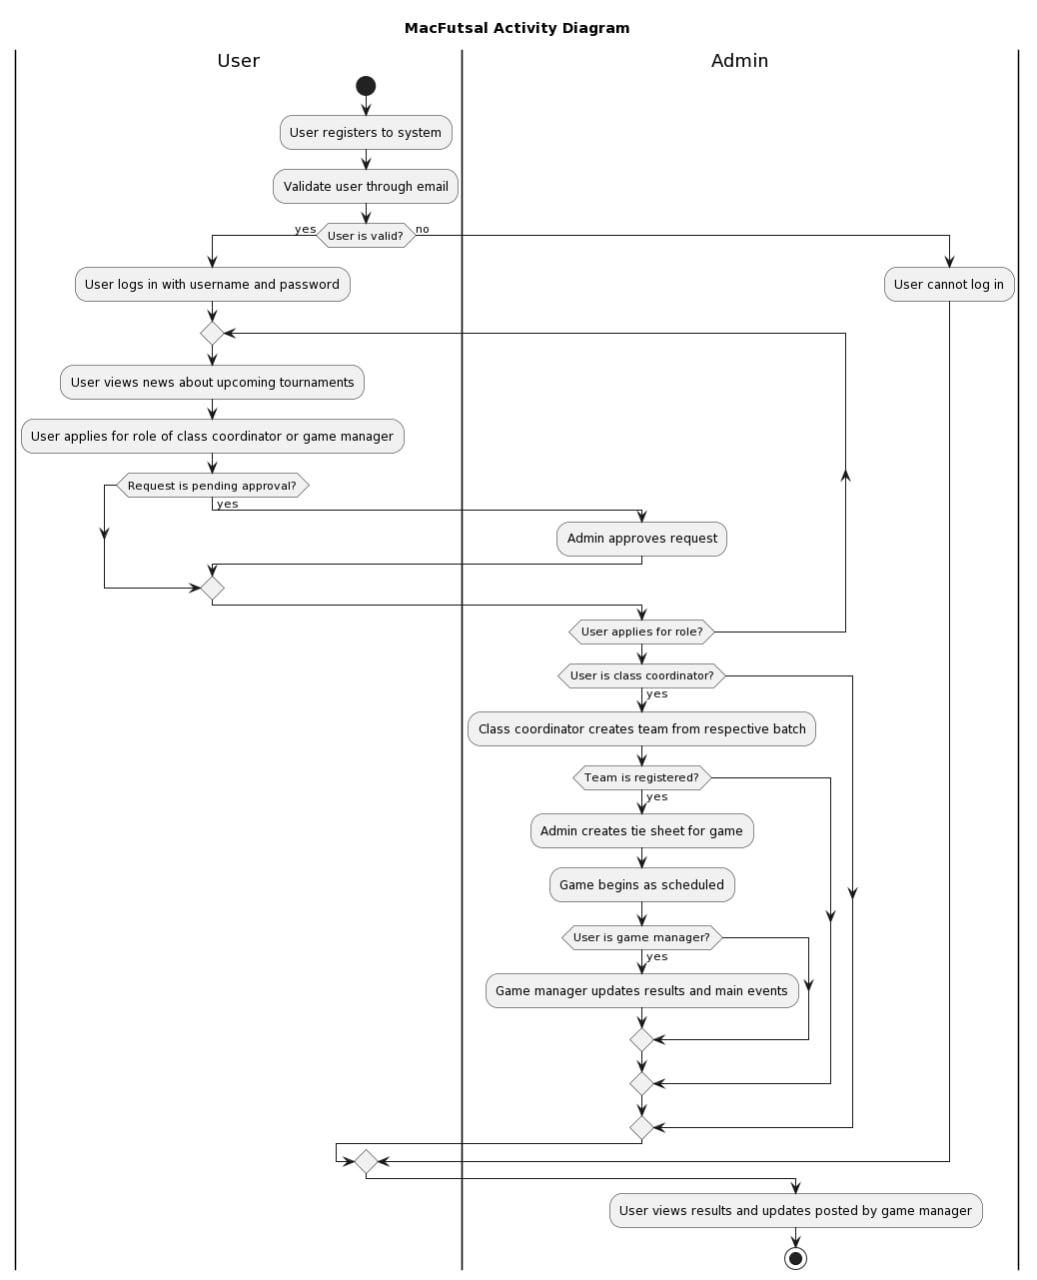 MacFutsal Activity Diagram
User
Admin
User registers to system
Validate user through email
yes
User is valid?
no
User logs in with username and password
User cannot log in
User views news about upcoming tournaments
User applies for role of class coordinator or game manager
Request is pending approval?
yes
Admin approves request
User applies for role?
User is class coordinator?
yes
Class coordinator creates team from respective batch
Team is registered?
yes
Admin creates tie sheet for game
Game begins as scheduled
User is game manager?
yes
Game manager updates results and main events
User views results and updates posted by game manager